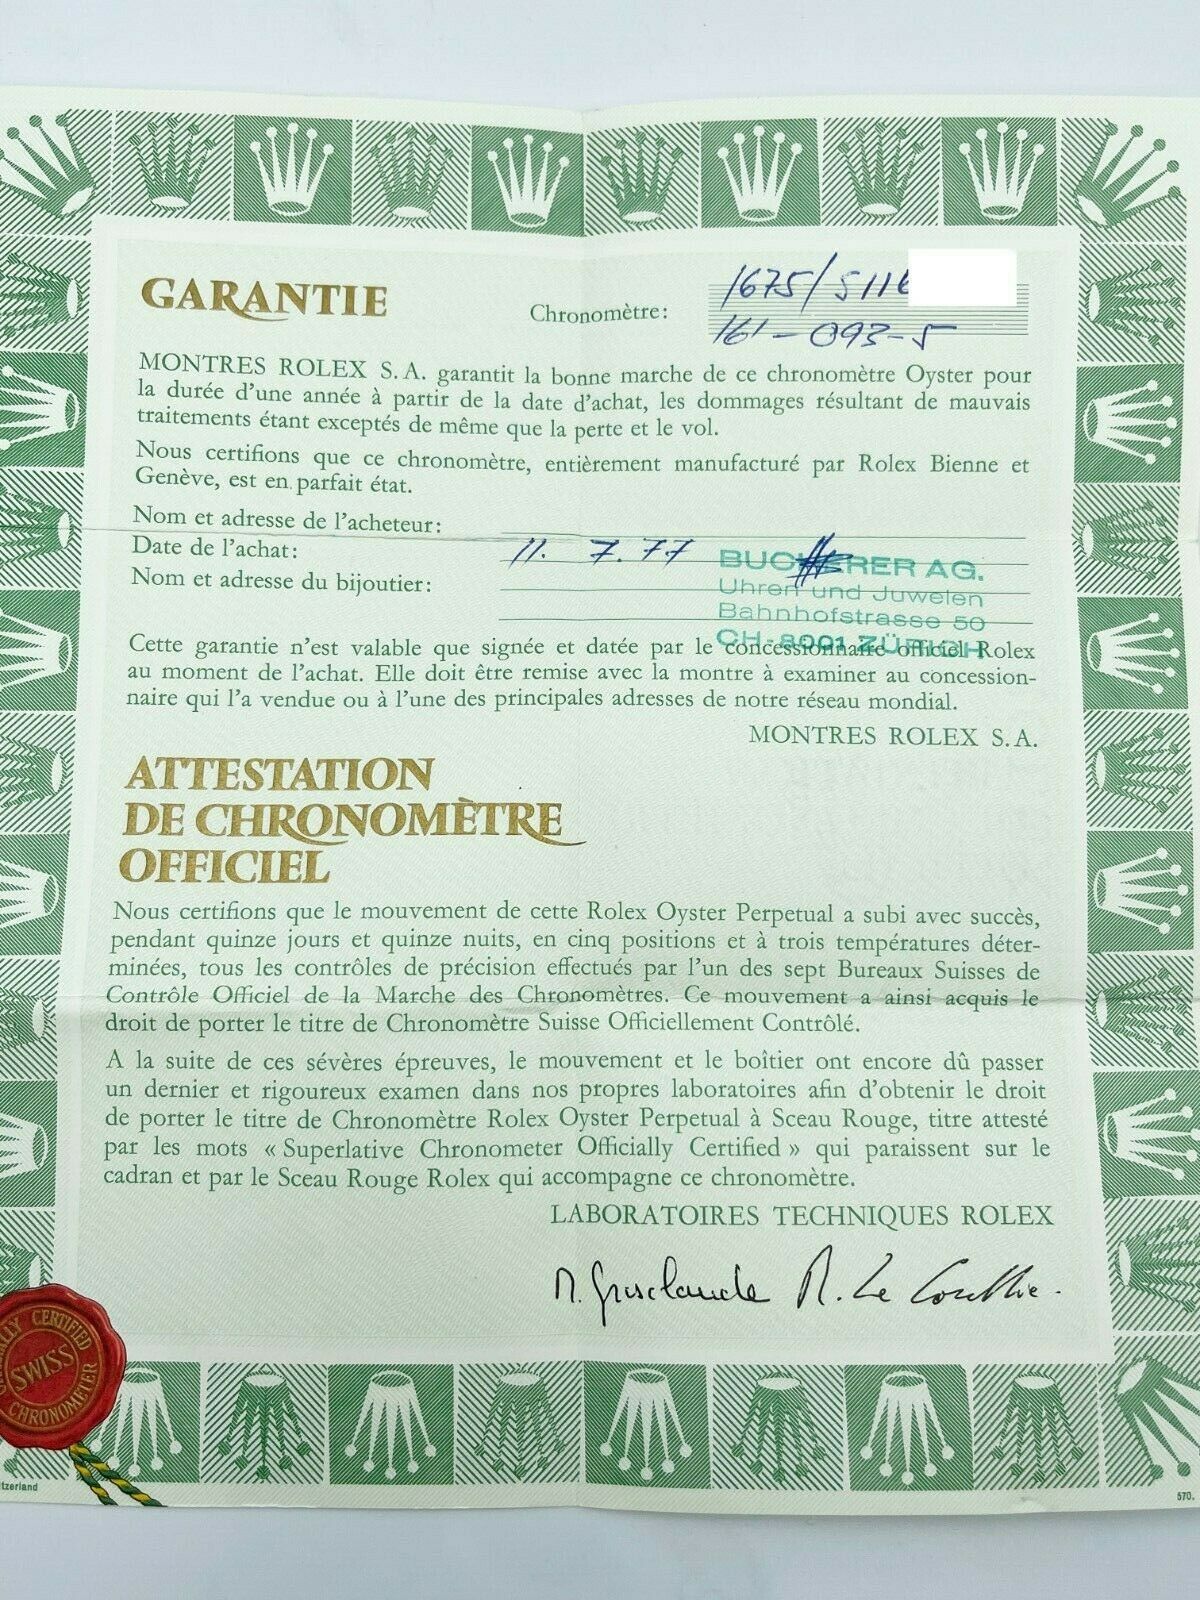 GARANTIE
Chronomètre:
1675/5116
161-093-5
MONTRES ROLEX S.A. garantit la bonne marche de ce chronomètre Oyster pour
la durée d'une année à partir de la date d'achat, les dommages résultant de mauvais
traitements étant exceptés de même que la perte et le vol.
Nous certifions que ce chronomètre, entièrement manufacturé par Rolex Bienne et
Genève, est en parfait état.
Nom et adresse de l'acheteur:
Date de l'achat: 11. 7.77
Nom et adresse du bijoutier:
BUCHERER AG.
Uhren und Juwelen
Bahnhofstrasse 50
CH-8001 ZÜRICH
Cette garantie n'est valable que signée et datée par le concessionnaire officiel Rolex
au moment de l'achat. Elle doit être remise avec la montre à examiner au concession-
naire qui l'a vendue ou à l'une des principales adresses de notre réseau mondial.
MONTRES ROLEX S.A.
ATTESTATION
DE CHRONOMÈTRE
OFFICIEL
Nous certifions que le mouvement de cette Rolex Oyster Perpetual a subi avec succès,
pendant quinze jours et quinze nuits, en cinq positions et à trois températures déter-
minées, tous les contrôles de précision effectués par l'un des sept Bureaux Suisses de
Contrôle Officiel de la Marche des Chronomètres. Ce mouvement a ainsi acquis le
droit de porter le titre de Chronomètre Suisse Officiellement Contrôlé.
A la suite de ces sévères épreuves, le mouvement et le boîtier ont encore dû passer
un dernier et rigoureux examen dans nos propres laboratoires afin d'obtenir le droit
de porter le titre de Chronomètre Rolex Oyster Perpetual à Sceau Rouge, titre attesté
par les mots « Superlative Chronometer Officially Certified » qui paraissent sur le
cadran et par le Sceau Rouge Rolex qui accompagne ce chronomètre.
LABORATOIRES TECHNIQUES ROLEX
R. Le
CERTIFIED
SWISS
CHRONOMETER
tzerland
570.